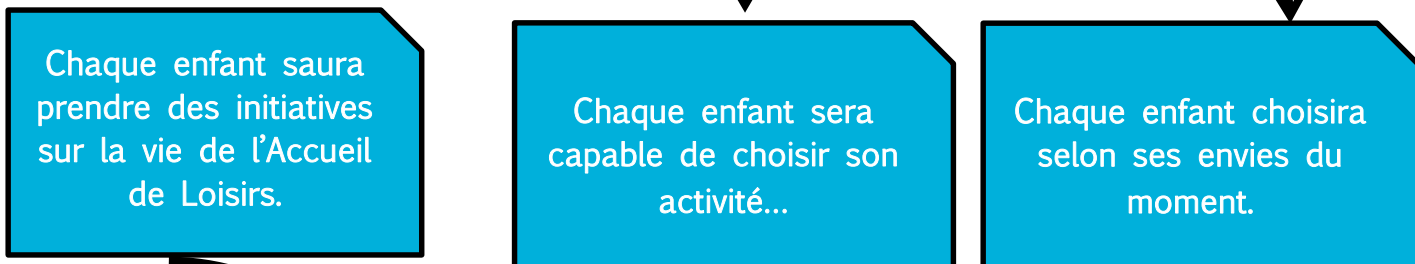 Chaque enfant saura
prendre des initiatives
sur la vie de l’Accueil
de Loisirs.
Chaque enfant sera
capable de choisir son
activité...
Chaque enfant choisira
selon ses envies du
moment.